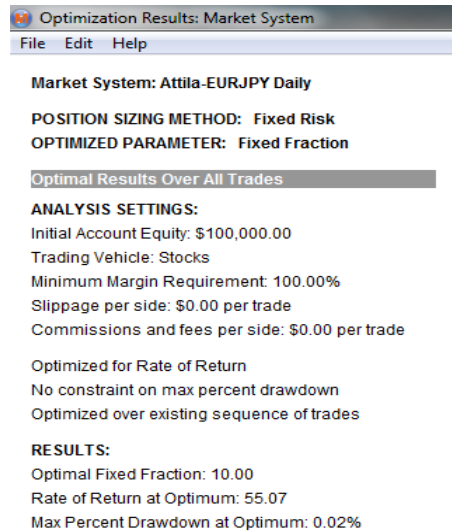 Optimization Results: Market System
File Edit Help
Market System: Attila-EURJPY Daily
POSITION SIZING METHOD: Fixed Risk
OPTIMIZED PARAMETER: Fixed Fraction
Optimal Results Over All Trades
ANALYSIS SETTINGS:
Initial Account Equity: $100,000.00
Trading Vehicle: Stocks
Minimum Margin Requirement: 100.00%
Slippage per side: $0.00 per trade
Commissions and fees per side: $0.00 per trade
Optimized for Rate of Return
No constraint on max percent drawdown
Optimized over existing sequence of trades
RESULTS:
Optimal Fixed Fraction: 10.00
Rate of Return at Optimum: 55.07
Max Percent Drawdown at Optimum: 0.02%